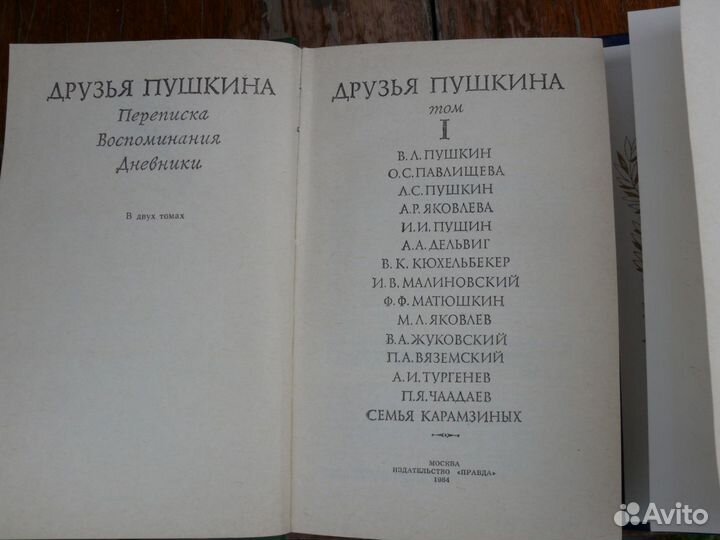 ДРУЗЬЯ ПУШКИНА
Переписка
Воспоминания
Дневники
В двух томах
ДРУЗЬЯ ПУШКИНА
том
I
В.Л.ПУШКИН
О.С.ПАВЛИЩЕВА
Л.С.ПУШКИН
А.Р.ЯКОВЛЕВА
И.И.ПУЩИН
А.А.ДЕЛЬВИГ
В.К.КЮХЕЛЬБЕКЕР
И.В.МАЛИНОВСКИЙ
Ф.Ф.МАТЮШКИН
М.Л.ЯКОВЛЕВ
В.А.ЖУКОВСКИЙ
П.А.ВЯЗЕМСКИЙ
А.И.ТУРГЕНЕВ
П.Я.ЧААДАЕВ
СЕМЬЯ КАРАМЗИНЫХ
МОСКВА
ИЗДАТЕЛЬСТВО «ПРАВДА»
1984
Avito